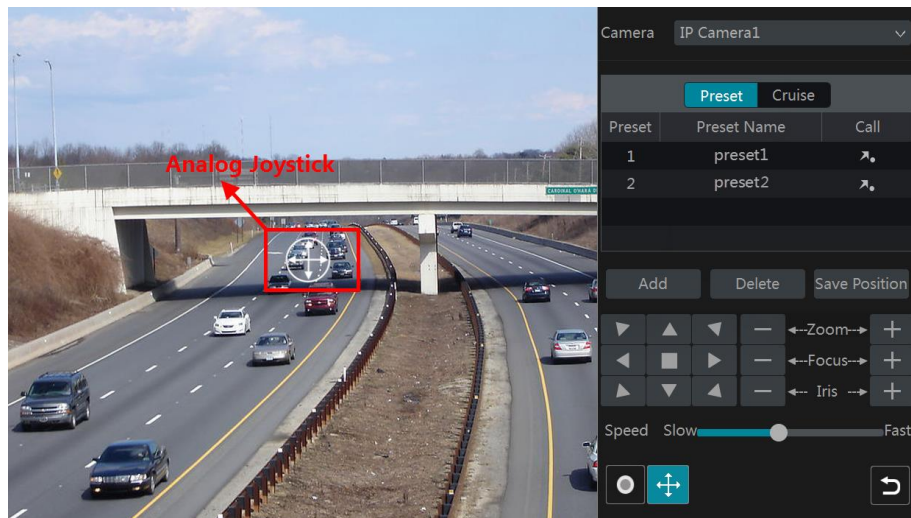 Analog Joystick
CARDINAL O'HARA
Camera IP Camera1
Preset Cruise
Preset Preset Name Call
1 preset1
2 preset2
Add Delete Save Position
Zoom
Focus
Iris
Speed Slow Fast